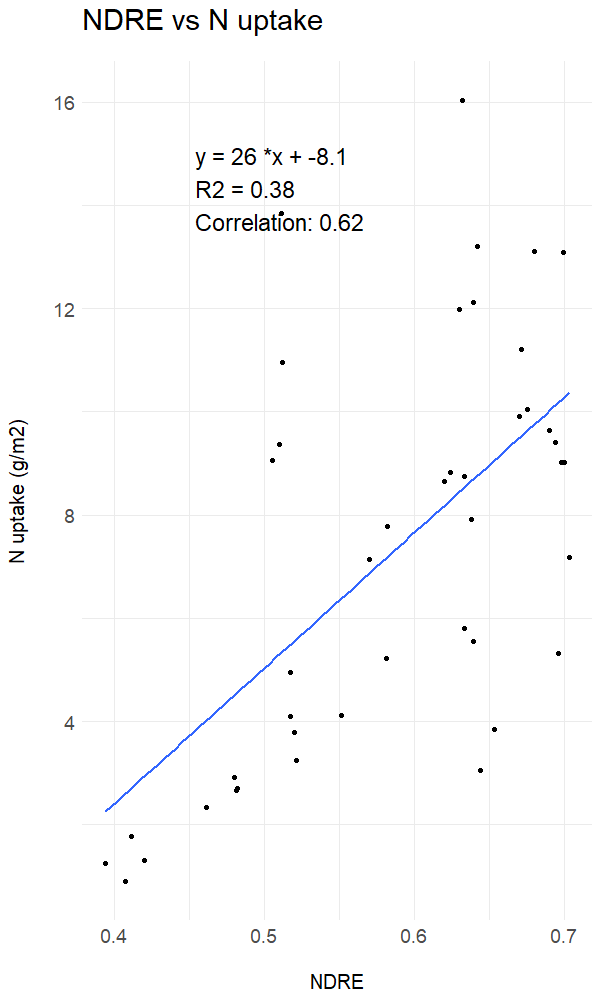 NDRE vs N uptake
16
y = 26 *x + -8.1
R2 = 0.38
Correlation: 0.62
12
N uptake (g/m2)
8
4
0.4 0.5 0.6 0.7
NDRE